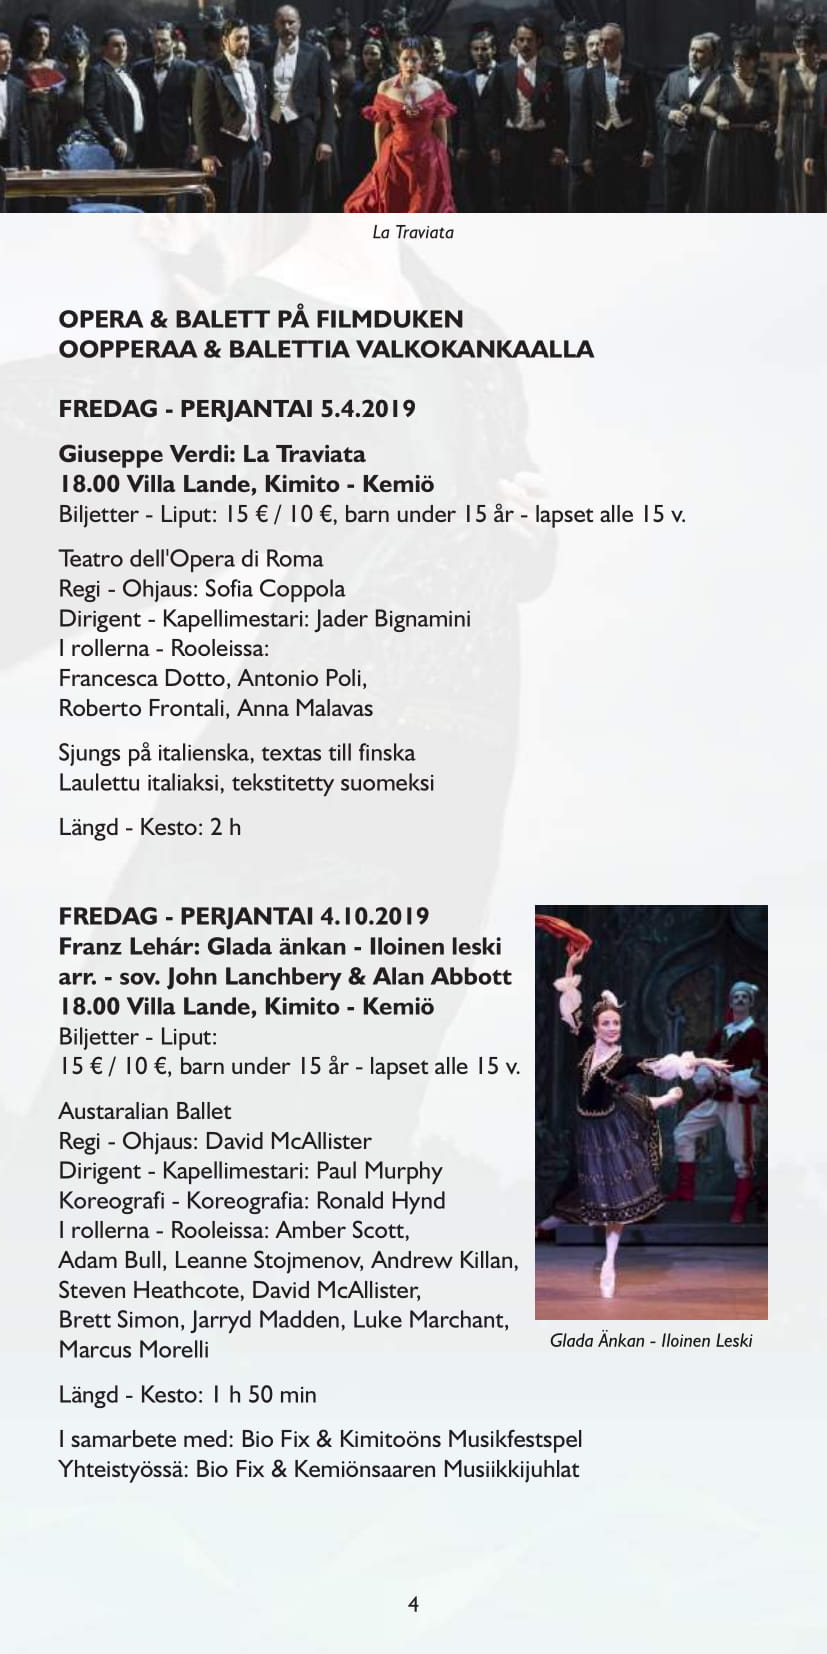 La Traviata
OPERA & BALETT PÅ FILMDUKEN
OOPPERAA & BALETTIA VALKOKANKAALLA
FREDAG - PERJANTAI 5.4.2019
Giuseppe Verdi: La Traviata
18.00 Villa Lande, Kimito - Kemiö
Biljetter - Liput: 15 € / 10 €, barn under 15 år - lapset alle 15 v.
Teatro dell'Opera di Roma
Regi - Ohjaus: Sofia Coppola
Dirigent - Kapellimestari: Jader Bignamini
I rollerna - Rooleissa:
Francesca Dotto, Antonio Poli,
Roberto Frontali, Anna Malavas
Sjungs på italienska, textas till finska
Laulettu italiaksi, tekstitetty suomeksi
Längd - Kesto: 2 h
FREDAG - PERJANTAI 4.10.2019
Franz Lehár: Glada änkan - Iloinen leski
arr. - sov. John Lanchbery & Alan Abbott
18.00 Villa Lande, Kimito - Kemiö
Biljetter - Liput:
15 € / 10 €, barn under 15 år - lapset alle 15 v.
Austaralian Ballet
Regi - Ohjaus: David McAllister
Dirigent - Kapellimestari: Paul Murphy
Koreografi - Koreografia: Ronald Hynd
I rollerna - Rooleissa: Amber Scott,
Adam Bull, Leanne Stojmenov, Andrew Killan,
Steven Heathcote, David McAllister,
Brett Simon, Jarryd Madden, Luke Marchant,
Marcus Morelli
Glada Änkan - Iloinen Leski
Längd - Kesto: 1 h 50 min
I samarbete med: Bio Fix & Kimitoöns Musikfestspel
Yhteistyössä: Bio Fix & Kemiönsaaren Musiikkijuhlat
4